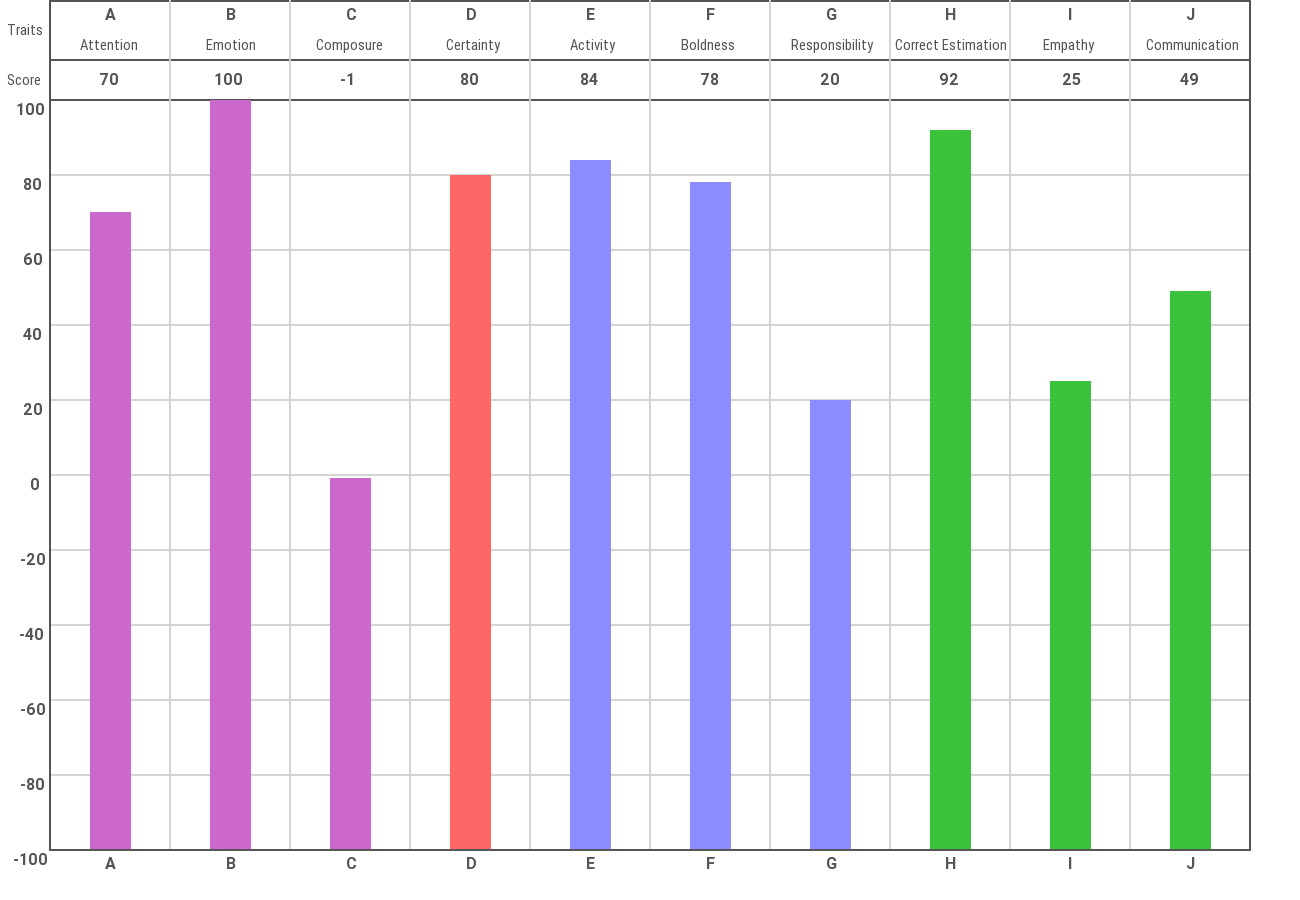 A B C D E F G H I J
Traits
Attention Emotion Composure Certainty Activity Boldness Responsibility Correct Estimation Empathy Communication
Score 70 100 -1 80 84 78 20 92 25 49
100
80
60
40
20
0
-20
-40
-60
-80
-100
A B C D E F G H I J